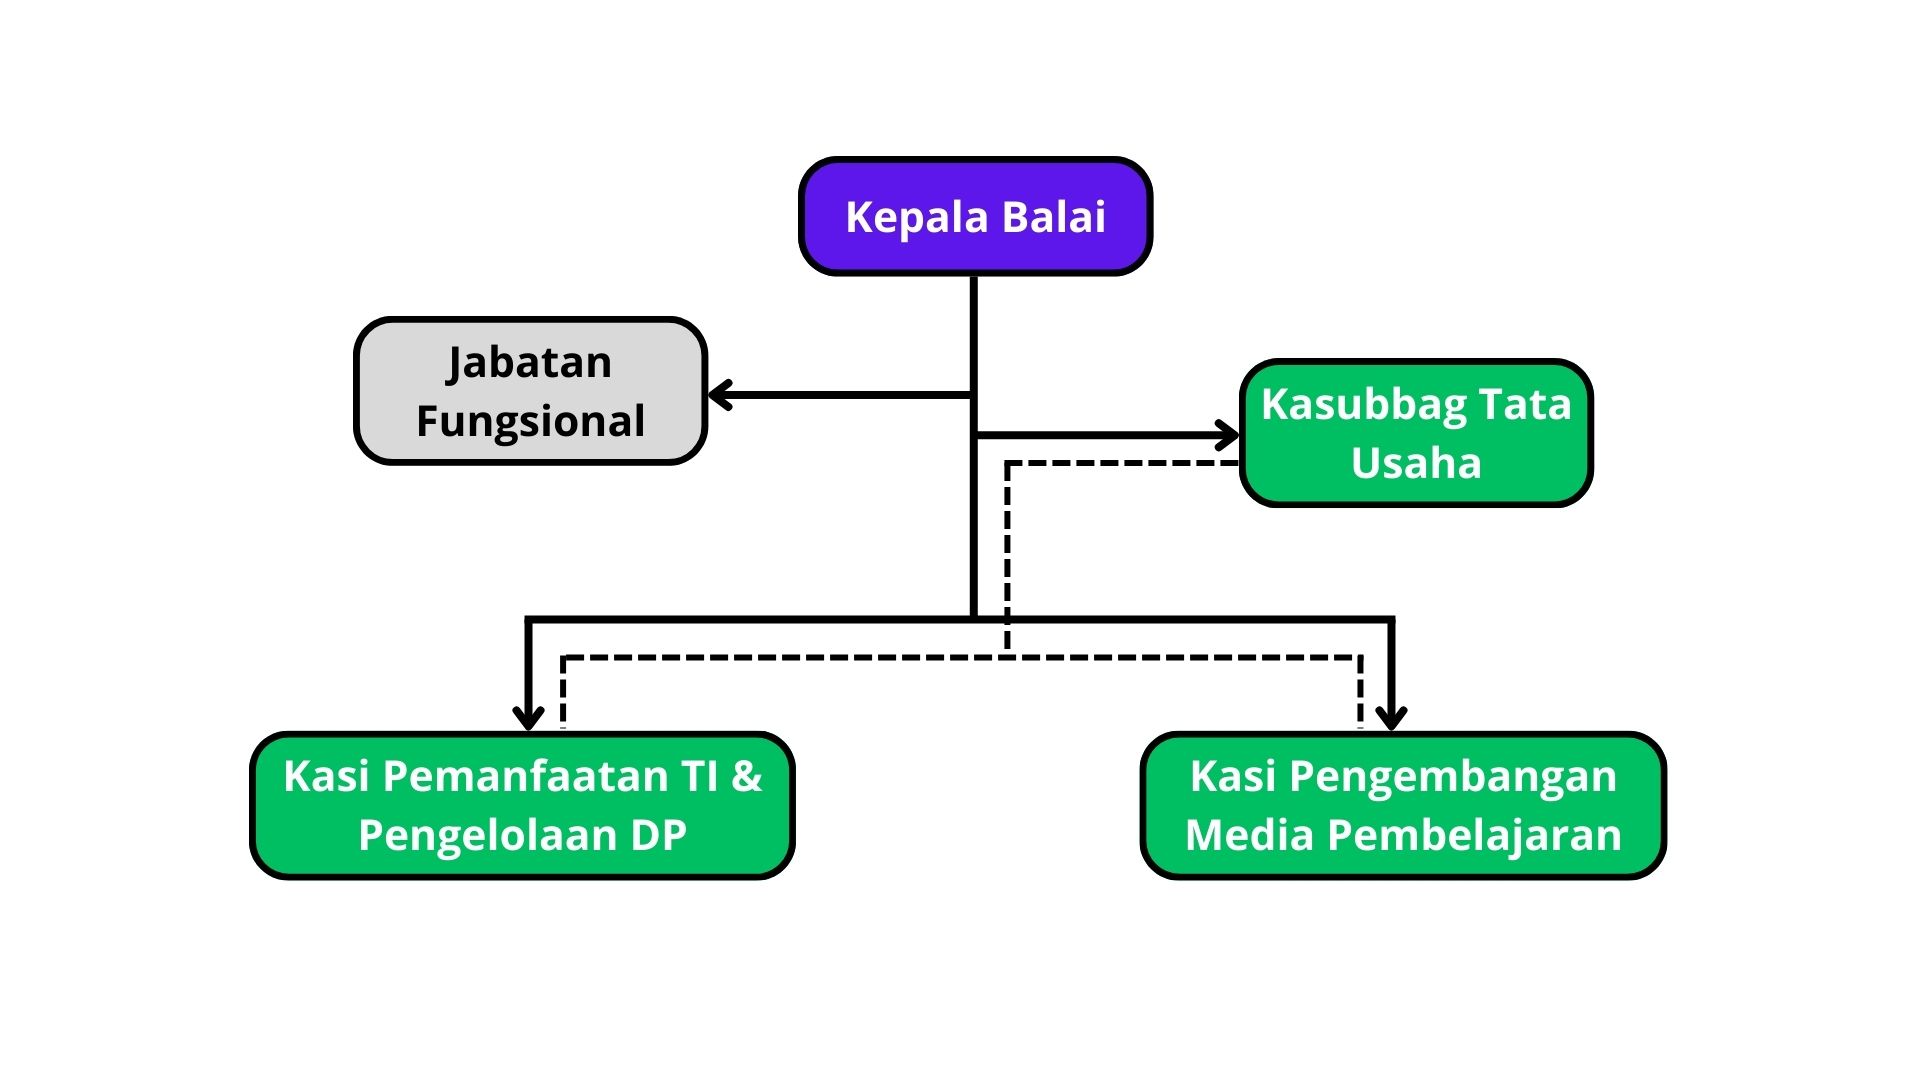 Kepala Balai
Jabatan
Fungsional
Kasubbag Tata
Usaha
Kasi Pemanfaatan TI &
Pengelolaan DP
Kasi Pengembangan
Media Pembelajaran